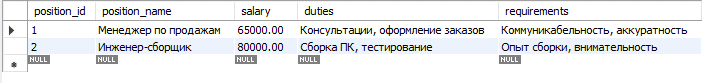 position_id position_name salary duties requirements
1 Менеджер по продажам 65000.00 Консультации, оформление заказов Коммуникабельность, аккуратность
2 Инженер-сборщик 80000.00 Сборка ПК, тестирование Опыт сборки, внимательность
NULL NULL NULL NULL NULL